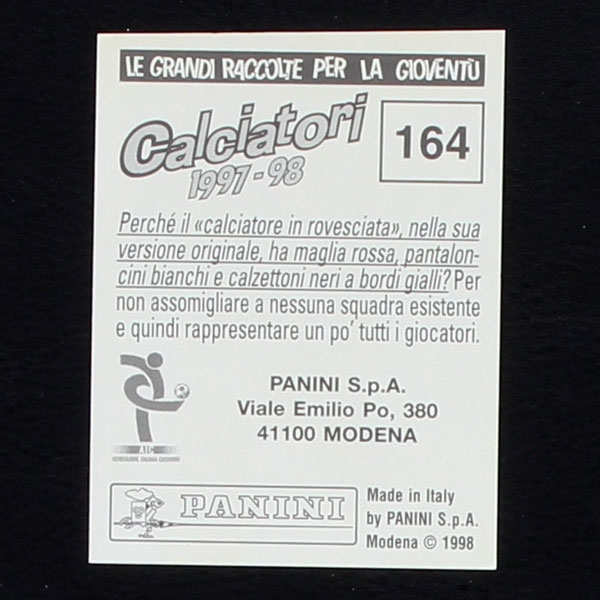 LE GRANDI RACCOLTE PER LA GIOVENTÙ
Calciatori
1997-98
164
Perché il «calciatore in rovesciata», nella sua
versione originale, ha maglia rossa, pantalon-
cini bianchi e calzettoni neri a bordi gialli? Per
non assomigliare a nessuna squadra esistente
e quindi rappresentare un po' tutti i giocatori.
AIC
ASSOCIAZIONE ITALIANA CALCIATORI
PANINI S.p.A.
Viale Emilio Po, 380
41100 MODENA
PANINI
Made in Italy
by PANINI S.p.A.
Modena © 1998